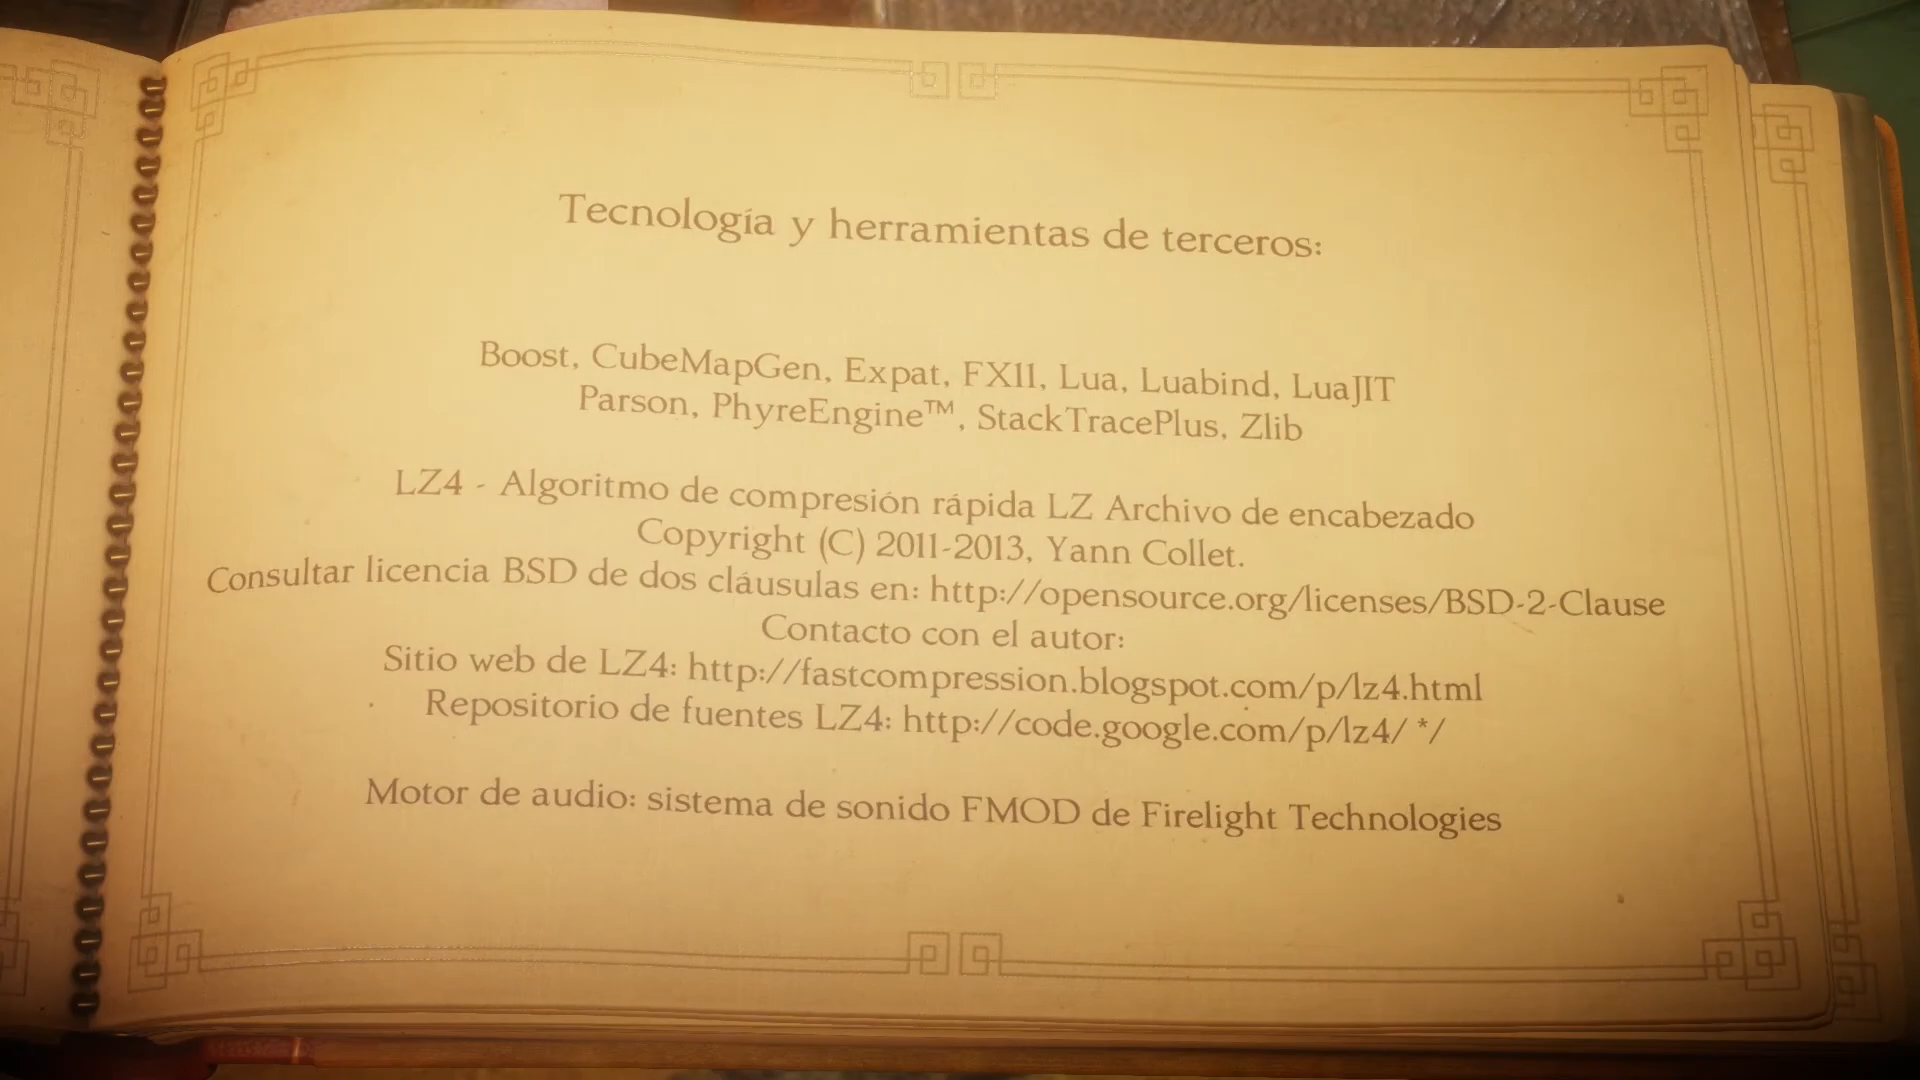 Tecnología y herramientas de terceros:
Boost, CubeMapGen, Expat, FX11, Lua, Luabind, LuaJIT
Parson, PhyreEngine™, StackTracePlus, Zlib
LZ4 - Algoritmo de compresión rápida LZ Archivo de encabezado
Copyright (C) 2011-2013, Yann Collet.
Consultar licencia BSD de dos cláusulas en: http://opensource.org/licenses/BSD-2-Clause
Contacto con el autor:
Sitio web de LZ4: http://fastcompression.blogspot.com/p/lz4.html
Repositorio de fuentes LZ4: http://code.google.com/p/lz4/ */
Motor de audio: sistema de sonido FMOD de Firelight Technologies